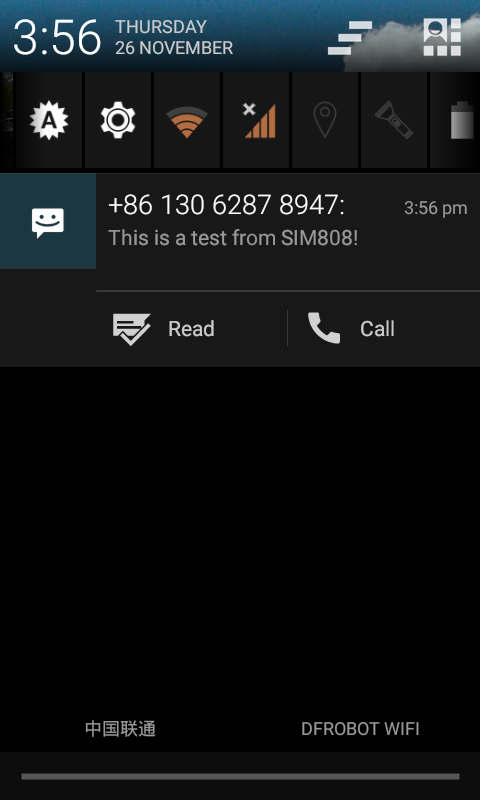 3:56
THURSDAY
26 NOVEMBER
A
+86 130 6287 8947:
3:56 pm
This is a test from SIM808!
Read
Call
中国联通
DFROBOT WIFI